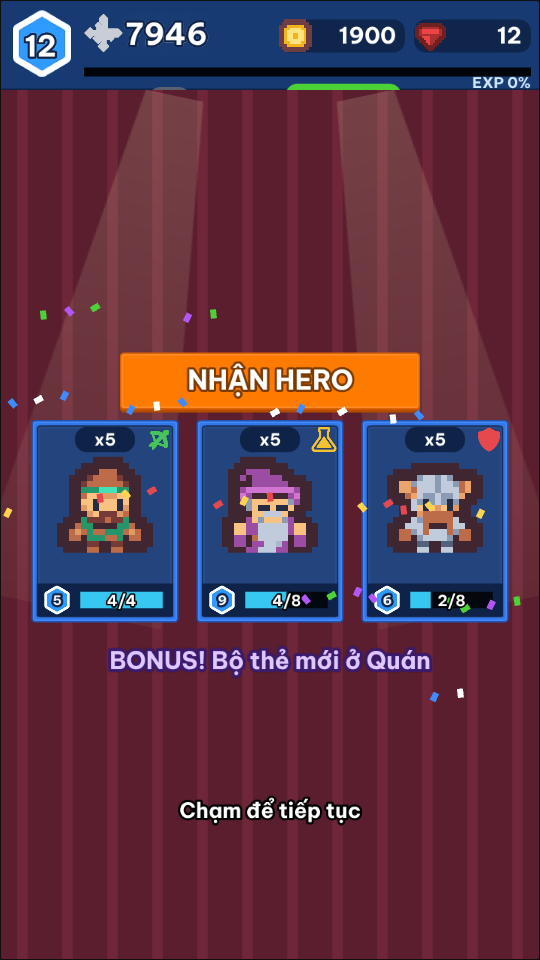 12
7946
1900
12
EXP 0%
NHẬN HERO
x5
x5
x5
5
4/4
9
4/8
6
2/8
BONUS! Bộ thẻ mới ở Quán
Chạm để tiếp tục